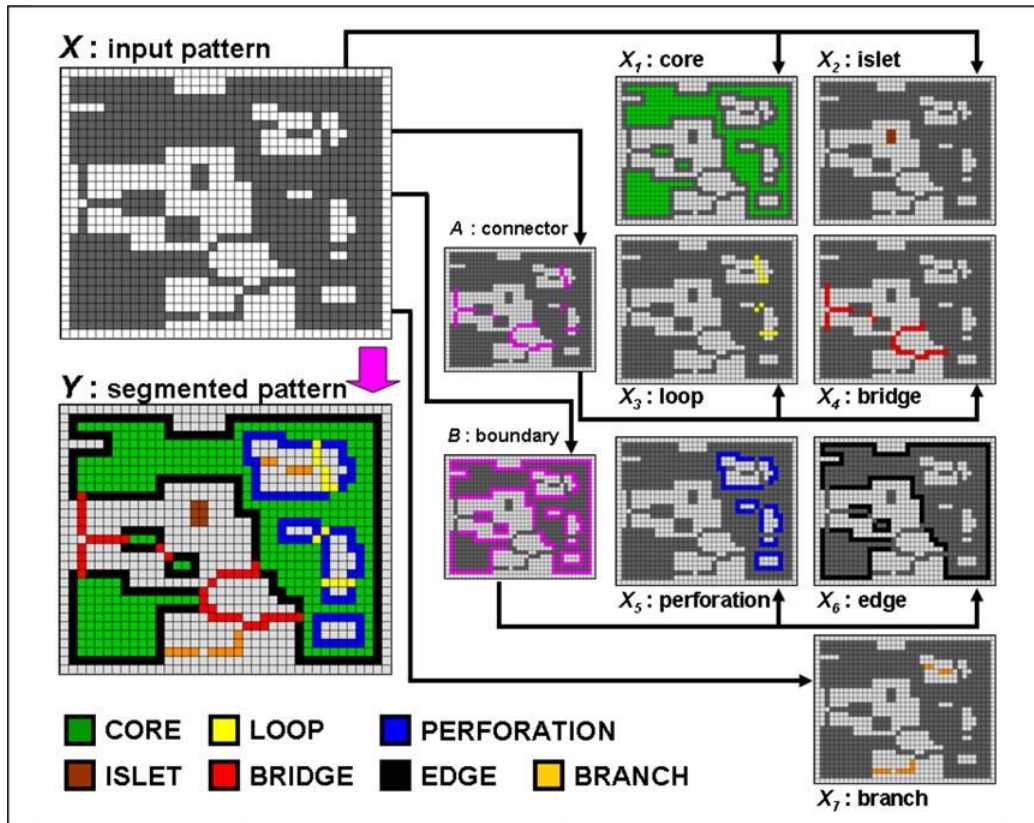 X : input pattern
X1 : core
X2 : islet
A : connector
X3 : loop
X4 : bridge
Y : segmented pattern
B : boundary
X5 : perforation
X6 : edge
CORE
LOOP
PERFORATION
ISLET
BRIDGE
EDGE
BRANCH
X7 : branch